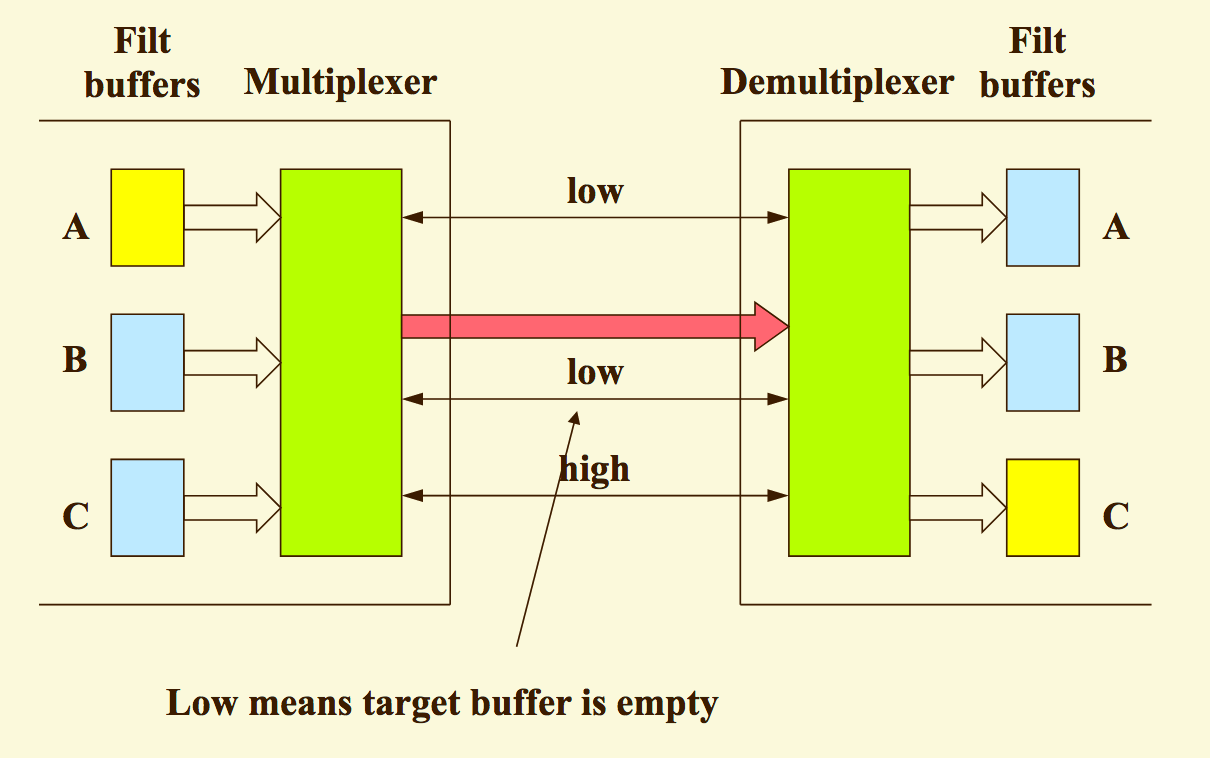 Filt
buffers
Multiplexer
Demultiplexer
Filt
buffers
low
A
A
low
B
B
high
C
C
Low means target buffer is empty